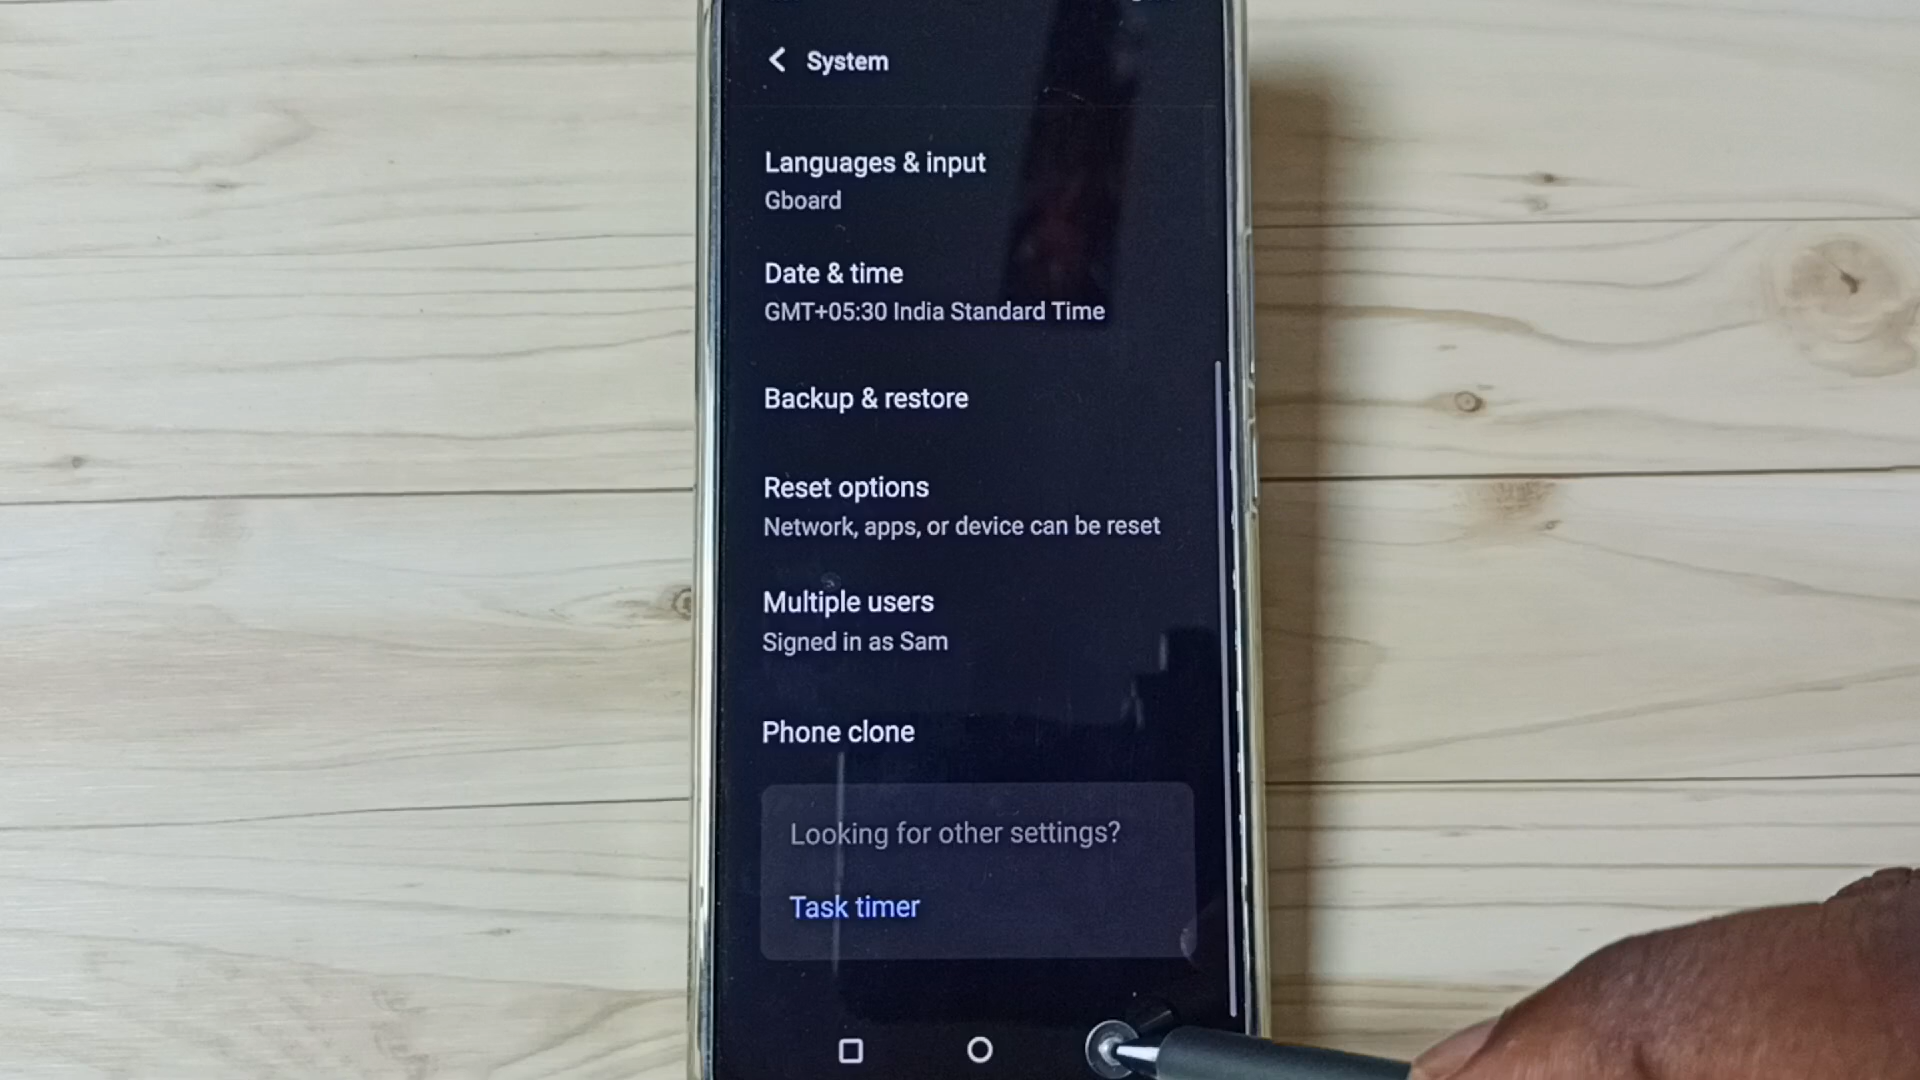 System
Languages & input
Gboard
Date & time
GMT+05:30 India Standard Time
Backup & restore
Reset options
Network, apps, or device can be reset
Multiple users
Signed in as Sam
Phone clone
Looking for other settings?
Task timer